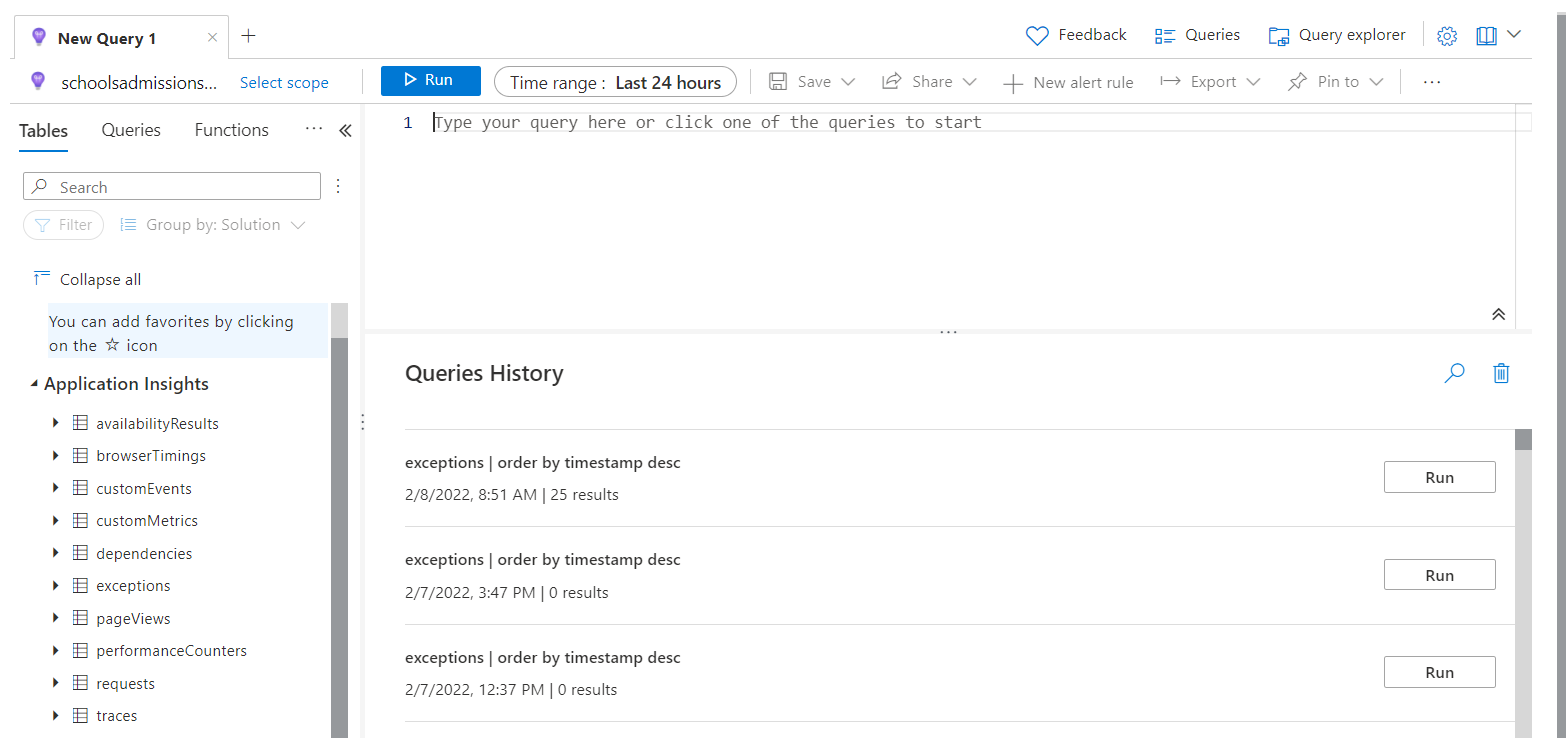 New Query 1
Feedback
Queries
Query explorer
schoolsadmissions...
Select scope
Run
Time range : Last 24 hours
Save
Share
New alert rule
Export
Pin to
Tables
Queries
Functions
1
Type your query here or click one of the queries to start
Search
Filter
Group by: Solution
Collapse all
You can add favorites by clicking
on the ☆ icon
Application Insights
availabilityResults
browserTimings
customEvents
customMetrics
dependencies
exceptions
pageViews
performanceCounters
requests
traces
Queries History
exceptions | order by timestamp desc
2/8/2022, 8:51 AM | 25 results
Run
exceptions | order by timestamp desc
2/7/2022, 3:47 PM | 0 results
Run
exceptions | order by timestamp desc
2/7/2022, 12:37 PM | 0 results
Run